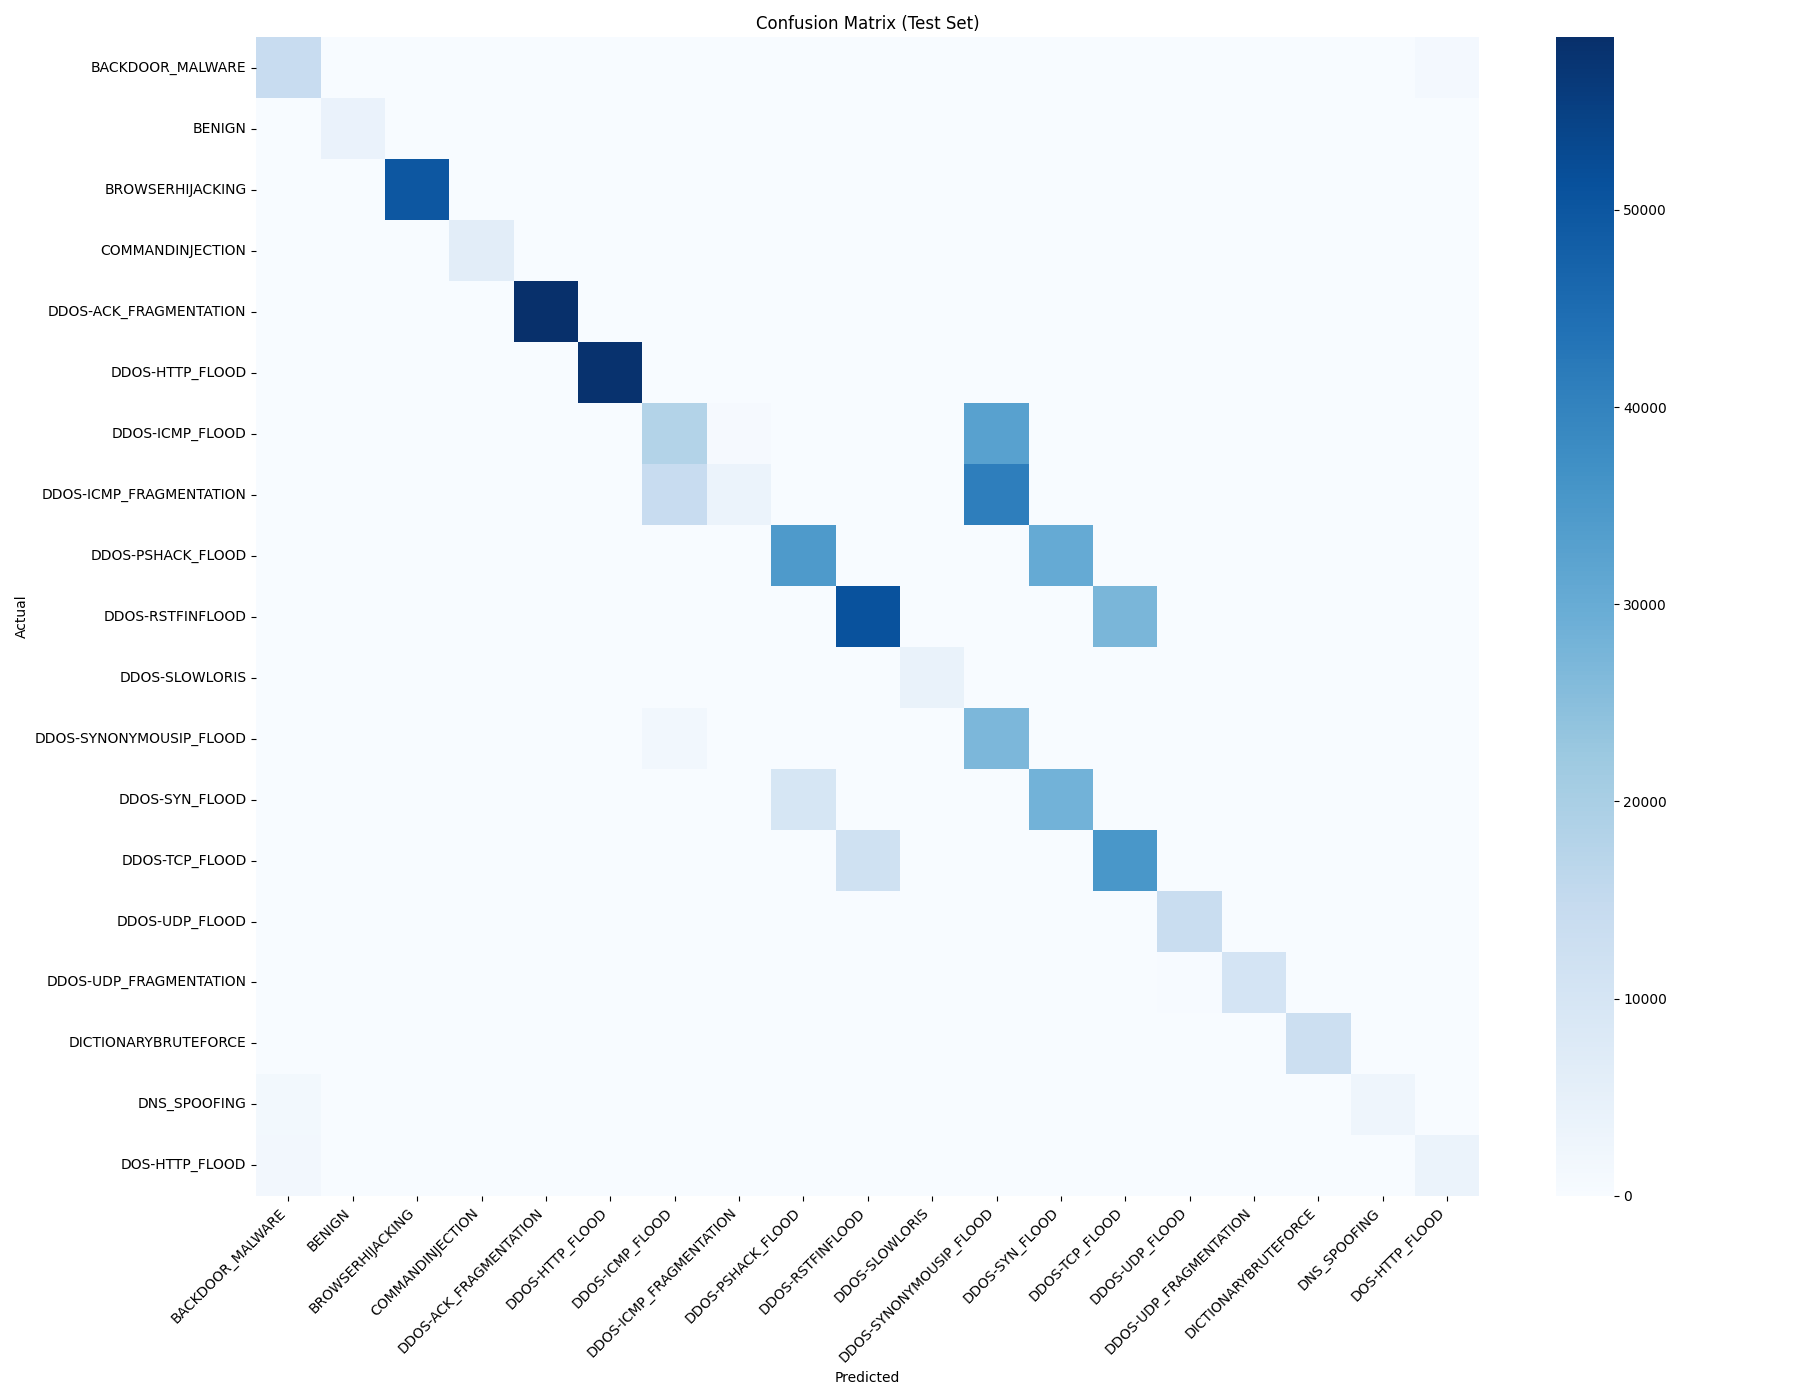 Confusion Matrix (Test Set)
Actual
BACKDOOR_MALWARE
BENIGN
BROWSERHIJACKING
COMMANDINJECTION
DDOS-ACK_FRAGMENTATION
DDOS-HTTP_FLOOD
DDOS-ICMP_FLOOD
DDOS-ICMP_FRAGMENTATION
DDOS-PSHACK_FLOOD
DDOS-RSTFINFLOOD
DDOS-SLOWLORIS
DDOS-SYNONYMOUSIP_FLOOD
DDOS-SYN_FLOOD
DDOS-TCP_FLOOD
DDOS-UDP_FLOOD
DDOS-UDP_FRAGMENTATION
DICTIONARYBRUTEFORCE
DNS_SPOOFING
DOS-HTTP_FLOOD
BACKDOOR_MALWARE
BENIGN
BROWSERHIJACKING
COMMANDINJECTION
DDOS-ACK_FRAGMENTATION
DDOS-HTTP_FLOOD
DDOS-ICMP_FLOOD
DDOS-ICMP_FRAGMENTATION
DDOS-PSHACK_FLOOD
DDOS-RSTFINFLOOD
DDOS-SLOWLORIS
DDOS-SYNONYMOUSIP_FLOOD
DDOS-SYN_FLOOD
DDOS-TCP_FLOOD
DDOS-UDP_FLOOD
DDOS-UDP_FRAGMENTATION
DICTIONARYBRUTEFORCE
DNS_SPOOFING
DOS-HTTP_FLOOD
Predicted
50000
40000
30000
20000
10000
0